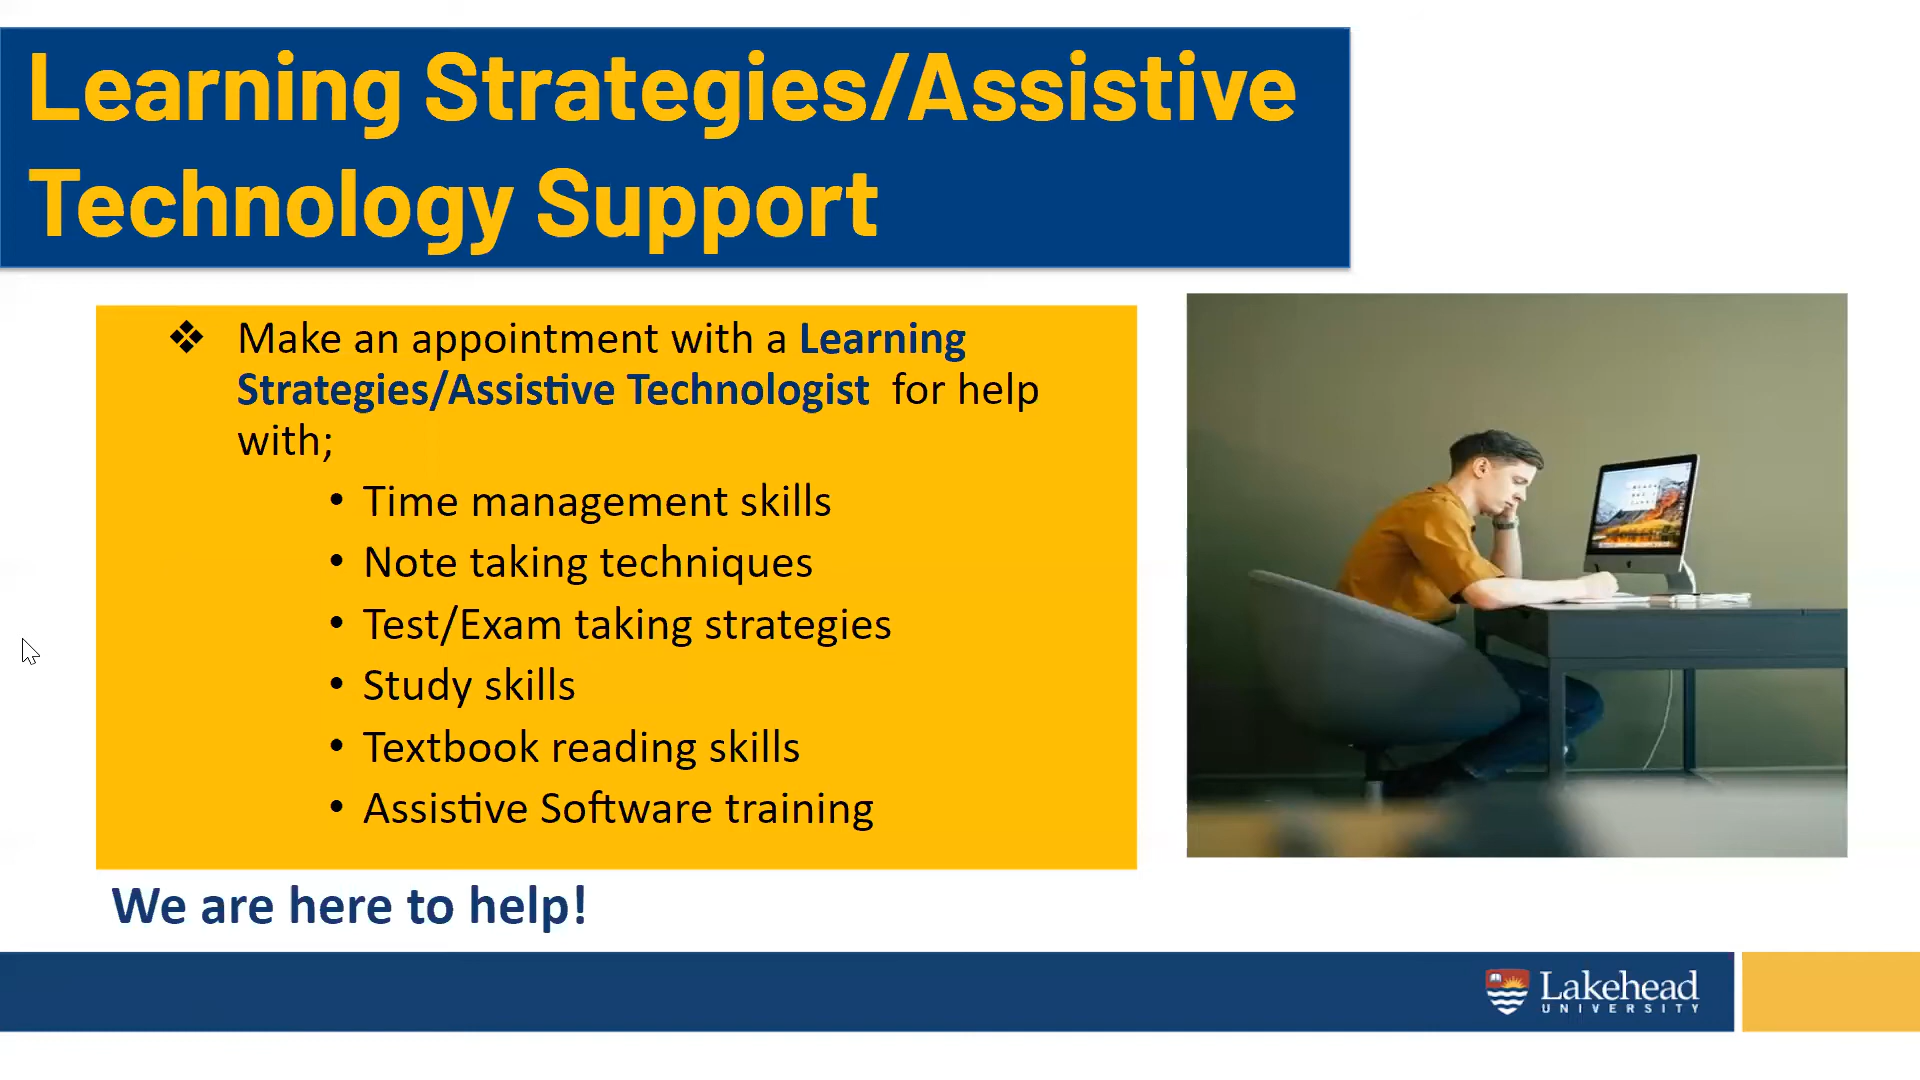 Learning Strategies/Assistive
Technology Support
❖ Make an appointment with a Learning
Strategies/Assistive Technologist for help
with;
• Time management skills
• Note taking techniques
• Test/Exam taking strategies
• Study skills
• Textbook reading skills
• Assistive Software training
We are here to help!
Lakehead
UNIVERSITY